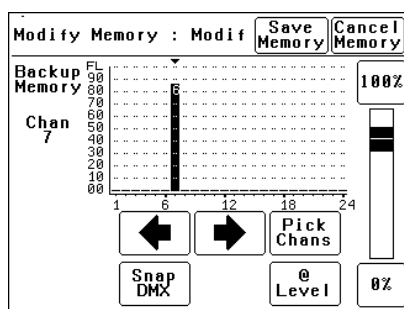 Modify Memory : Modif
Save Memory
Cancel Memory
Backup Memory
Chan 7
FL
90
80
70
60
50
40
30
20
10
00
6
1 6 12 18 24
100%
Pick Chans
Snap DMX
@ Level
0%